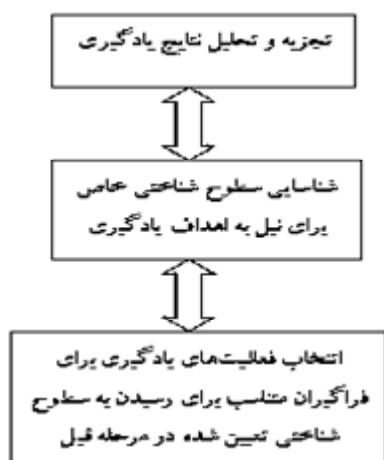 تجزیه و تحلیل نتایج یادگیری
شناسایی سطوح شناختی خاص
برای نیل به اهداف یادگیری
انتخاب فعالیت‌های یادگیری برای
فراگیران متناسب برای رسیدن به سطوح
شناختی تعیین شده در مرحله قبل